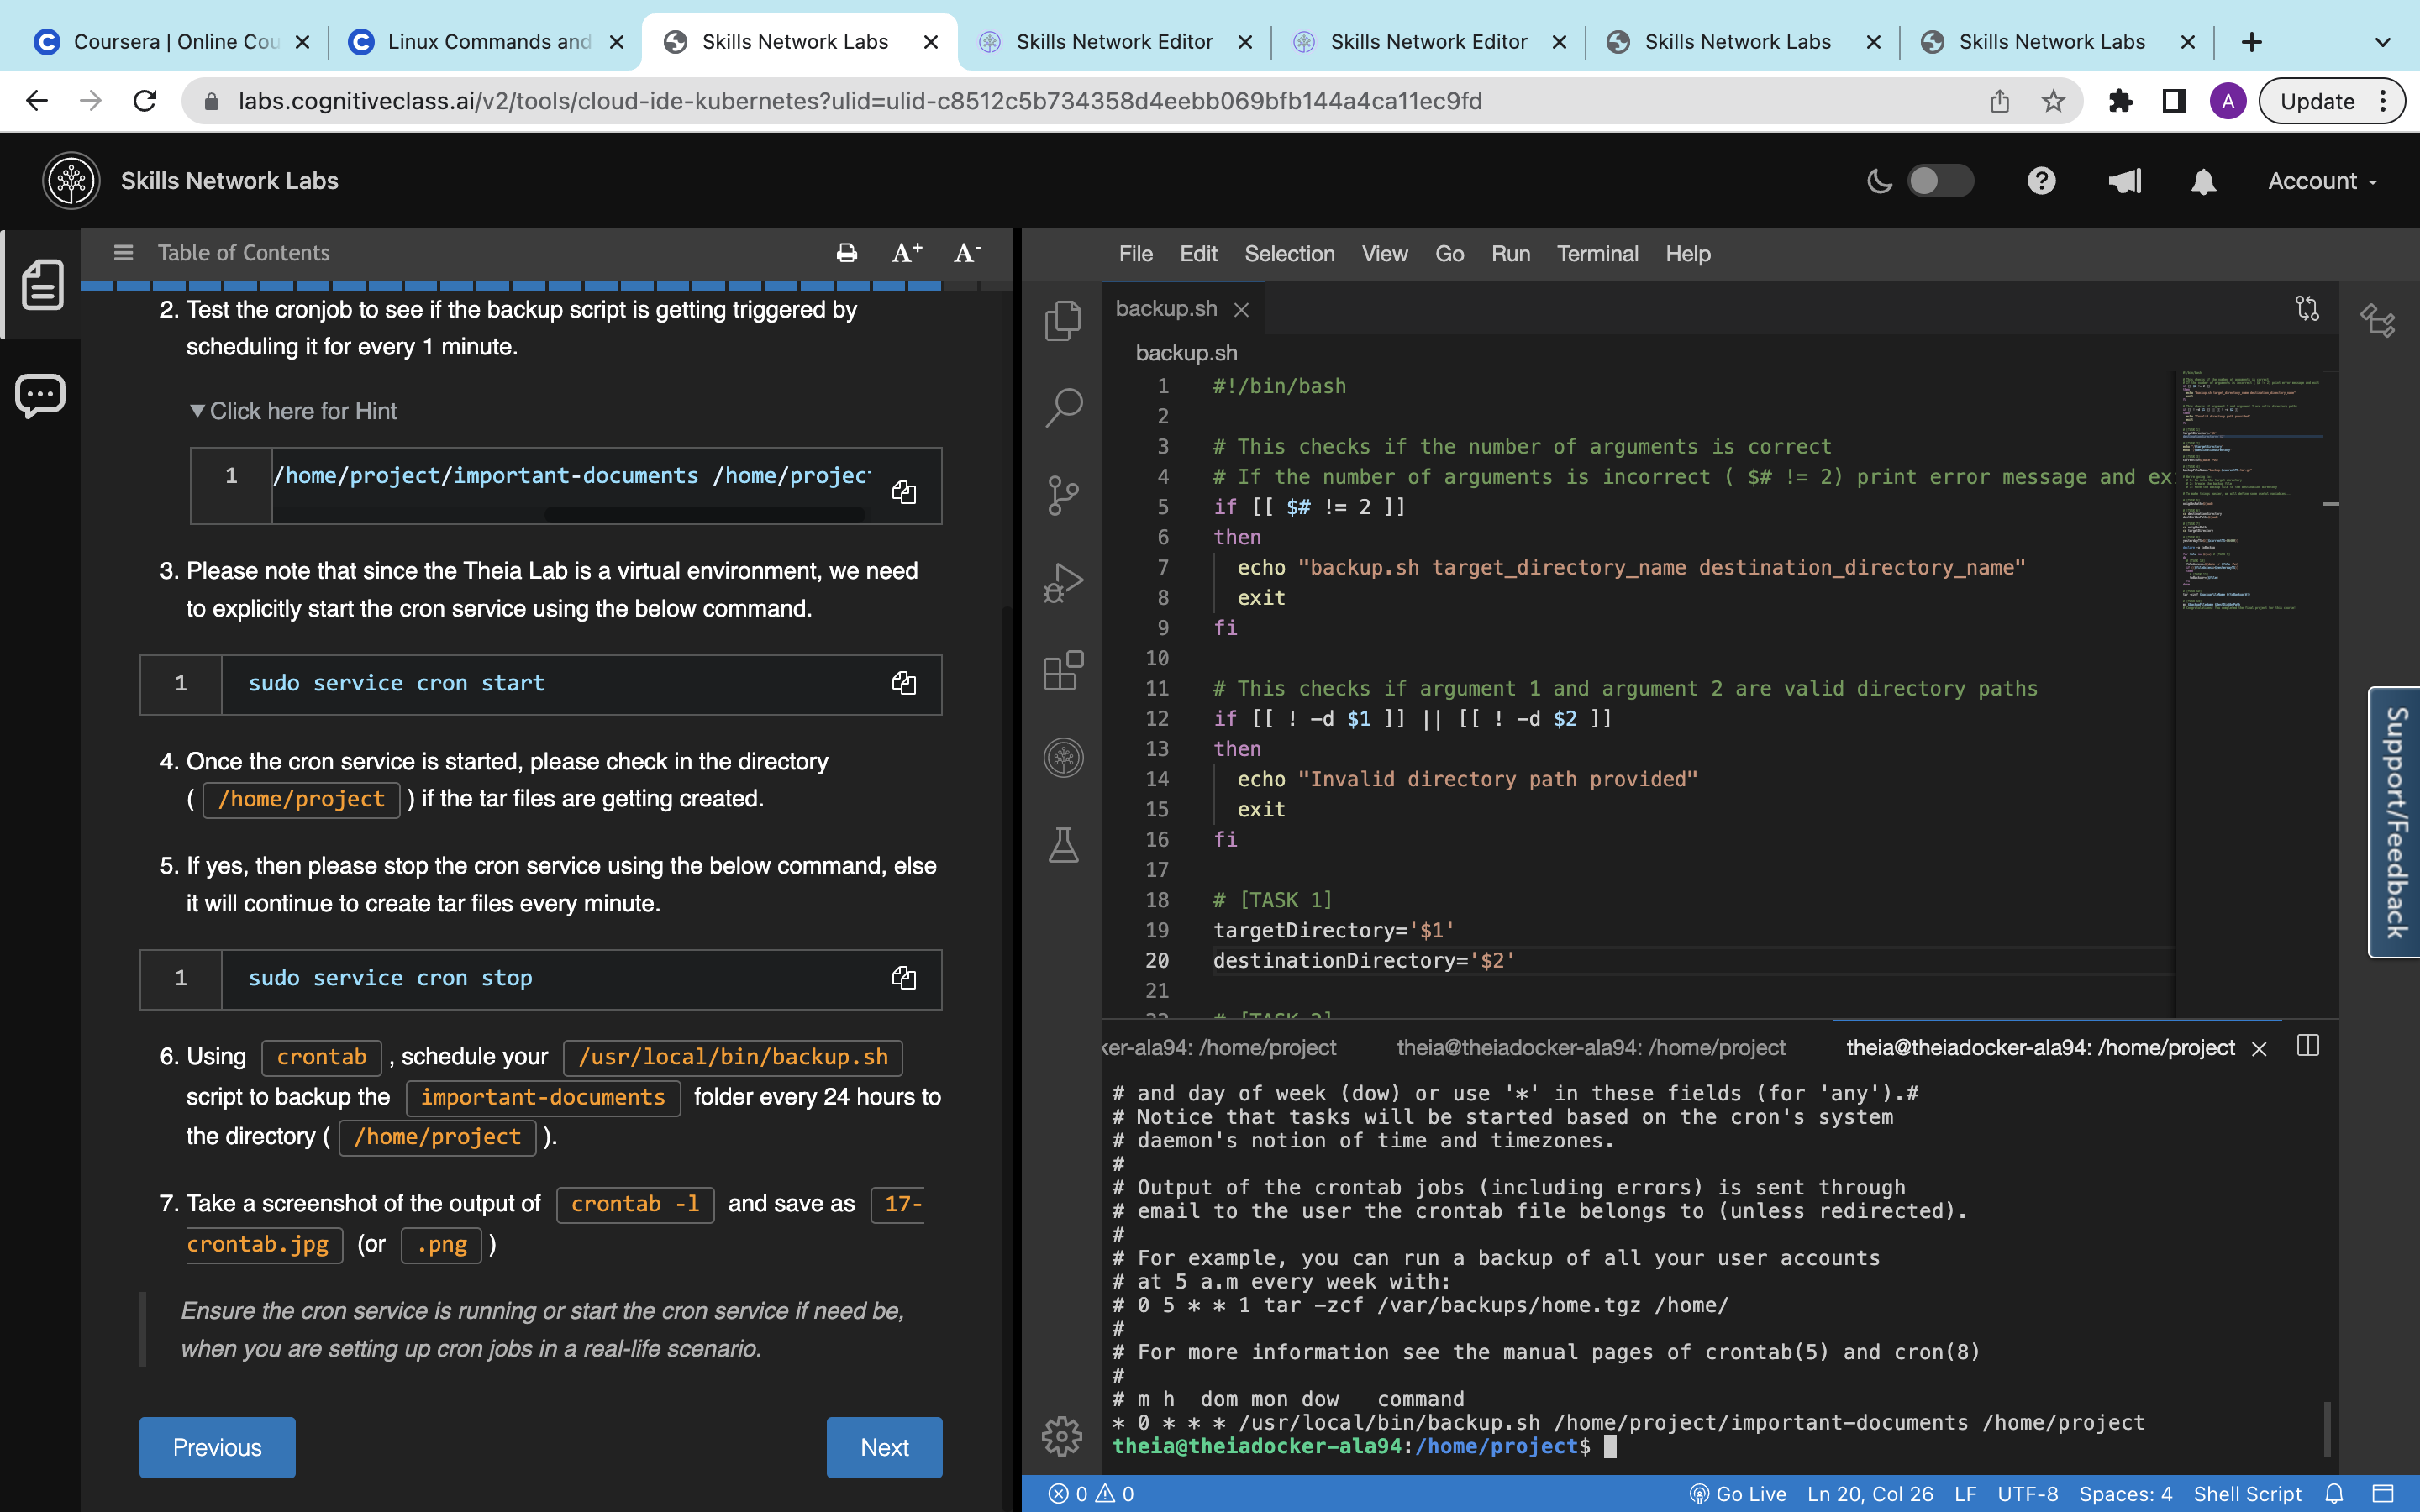 Coursera | Online Cou
Linux Commands and
Skills Network Labs
Skills Network Editor
Skills Network Editor
Skills Network Labs
Skills Network Labs
labs.cognitiveclass.ai/v2/tools/cloud-ide-kubernetes?ulid=ulid-c8512c5b734358d4eebb069bfb144a4ca11ec9fd
A
Update
Skills Network Labs
Account
Table of Contents
A+
A-
2. Test the cronjob to see if the backup script is getting triggered by
scheduling it for every 1 minute.
Click here for Hint
1 /home/project/important-documents /home/projec
3. Please note that since the Theia Lab is a virtual environment, we need
to explicitly start the cron service using the below command.
1 sudo service cron start
4. Once the cron service is started, please check in the directory
( /home/project ) if the tar files are getting created.
5. If yes, then please stop the cron service using the below command, else
it will continue to create tar files every minute.
1 sudo service cron stop
6. Using crontab , schedule your /usr/local/bin/backup.sh
script to backup the important-documents folder every 24 hours to
the directory ( /home/project ).
7. Take a screenshot of the output of crontab -l and save as 17-
crontab.jpg (or .png )
Ensure the cron service is running or start the cron service if need be,
when you are setting up cron jobs in a real-life scenario.
Previous
Next
File Edit Selection View Go Run Terminal Help
backup.sh
backup.sh
1 #!/bin/bash
2
3 # This checks if the number of arguments is correct
4 # If the number of arguments is incorrect ( $# != 2) print error message and ex
5 if [[ $# != 2 ]]
6 then
7 echo "backup.sh target_directory_name destination_directory_name"
8 exit
9 fi
10
11 # This checks if argument 1 and argument 2 are valid directory paths
12 if [[ ! -d $1 ]] || [[ ! -d $2 ]]
13 then
14 echo "Invalid directory path provided"
15 exit
16 fi
17
18 # [TASK 1]
19 targetDirectory='$1'
20 destinationDirectory='$2'
21
22 # [TASK 2]
ker-ala94: /home/project
theia@theiadocker-ala94: /home/project
theia@theiadocker-ala94: /home/project
# and day of week (dow) or use '*' in these fields (for 'any').#
# Notice that tasks will be started based on the cron's system
# daemon's notion of time and timezones.
#
# Output of the crontab jobs (including errors) is sent through
# email to the user the crontab file belongs to (unless redirected).
#
# For example, you can run a backup of all your user accounts
# at 5 a.m every week with:
# 0 5 * * 1 tar -zcf /var/backups/home.tgz /home/
#
# For more information see the manual pages of crontab(5) and cron(8)
#
# m h  dom mon dow   command
* 0 * * * /usr/local/bin/backup.sh /home/project/important-documents /home/project
theia@theiadocker-ala94:/home/project$
Support/Feedback
0 0
Go Live
Ln 20, Col 26
LF
UTF-8
Spaces: 4
Shell Script